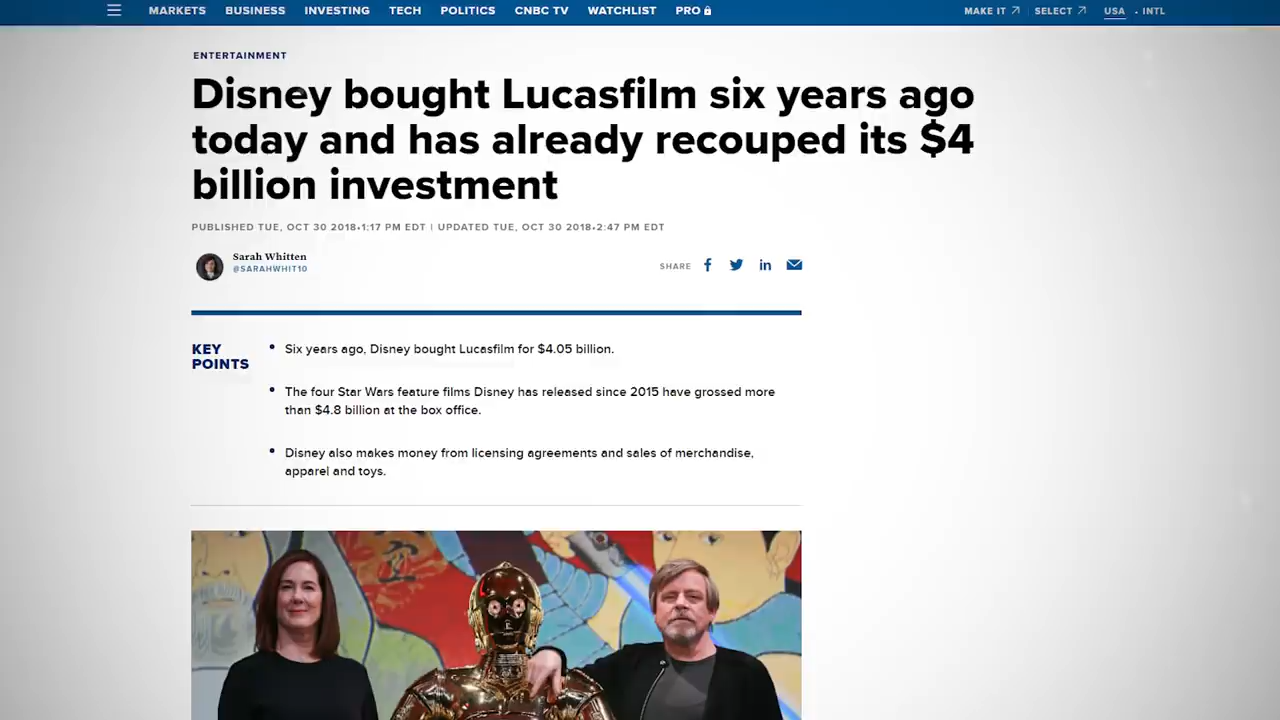 MARKETS BUSINESS INVESTING TECH POLITICS CNBC TV WATCHLIST PRO MAKE IT SELECT USA • INTL
ENTERTAINMENT
Disney bought Lucasfilm six years ago
today and has already recouped its $4
billion investment
PUBLISHED TUE, OCT 30 2018•1:17 PM EDT | UPDATED TUE, OCT 30 2018•2:47 PM EDT
Sarah Whitten
@SARAHWHIT10
SHARE
KEY
POINTS
• Six years ago, Disney bought Lucasfilm for $4.05 billion.
• The four Star Wars feature films Disney has released since 2015 have grossed more
than $4.8 billion at the box office.
• Disney also makes money from licensing agreements and sales of merchandise,
apparel and toys.